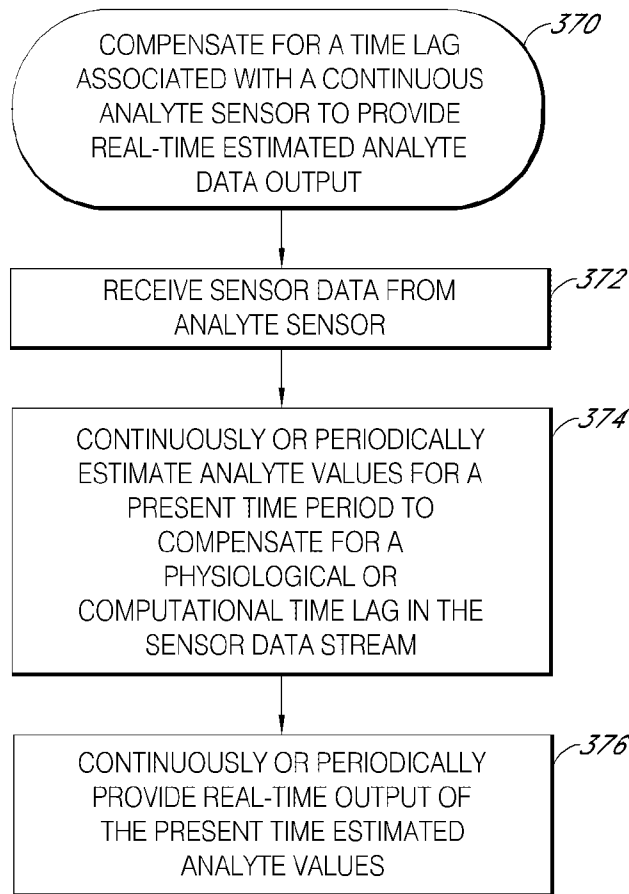 COMPENSATE FOR A TIME LAG
ASSOCIATED WITH A CONTINUOUS
ANALYTE SENSOR TO PROVIDE
REAL-TIME ESTIMATED ANALYTE
DATA OUTPUT
370
RECEIVE SENSOR DATA FROM
ANALYTE SENSOR
372
CONTINUOUSLY OR PERIODICALLY
ESTIMATE ANALYTE VALUES FOR A
PRESENT TIME PERIOD TO
COMPENSATE FOR A
PHYSIOLOGICAL OR
COMPUTATIONAL TIME LAG IN THE
SENSOR DATA STREAM
374
CONTINUOUSLY OR PERIODICALLY
PROVIDE REAL-TIME OUTPUT OF
THE PRESENT TIME ESTIMATED
ANALYTE VALUES
376